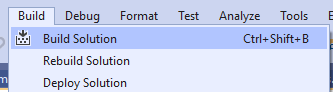 Build Debug Format Test Analyze Tools
Build Solution Ctrl+Shift+B
Rebuild Solution
Deploy Solution